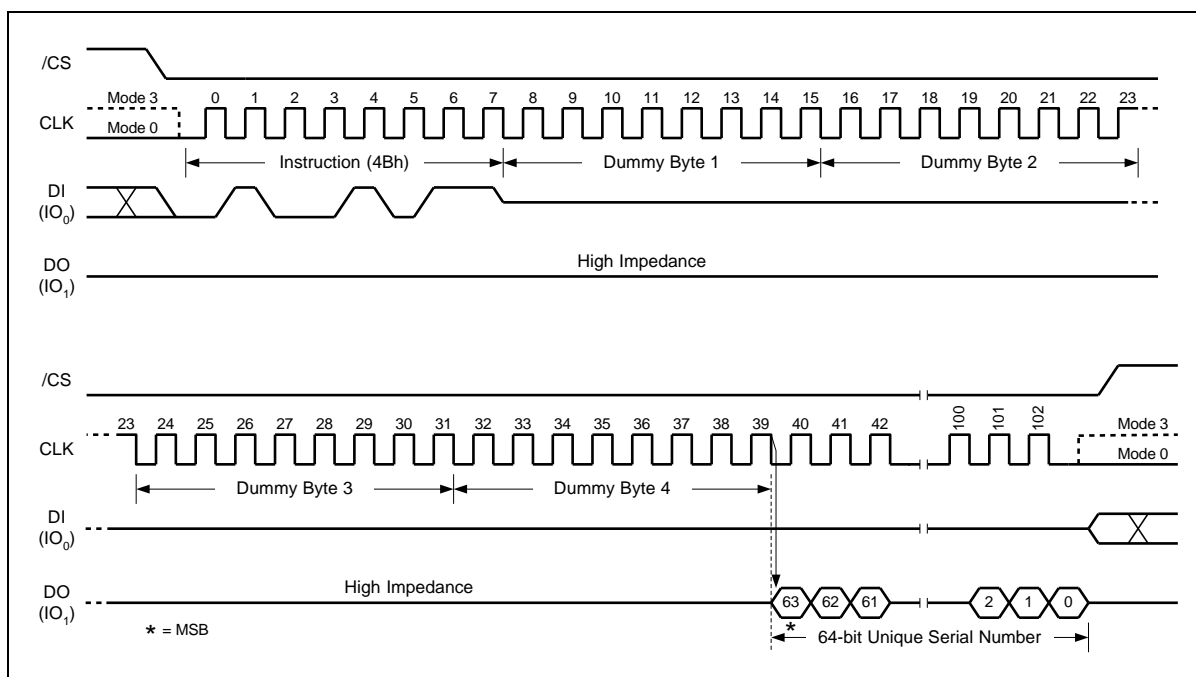 /CS
Mode 3
0 1 2 3 4 5 6 7 8 9 10 11 12 13 14 15 16 17 18 19 20 21 22 23
CLK
Mode 0
Instruction (4Bh) Dummy Byte 1 Dummy Byte 2
DI
(IO0)
High Impedance
DO
(IO1)
/CS
23 24 25 26 27 28 29 30 31 32 33 34 35 36 37 38 39 40 41 42 100 101 102
Mode 3
CLK
Mode 0
Dummy Byte 3 Dummy Byte 4
DI
(IO0)
High Impedance
DO
(IO1)
63 62 61 2 1 0
* = MSB
*
64-bit Unique Serial Number